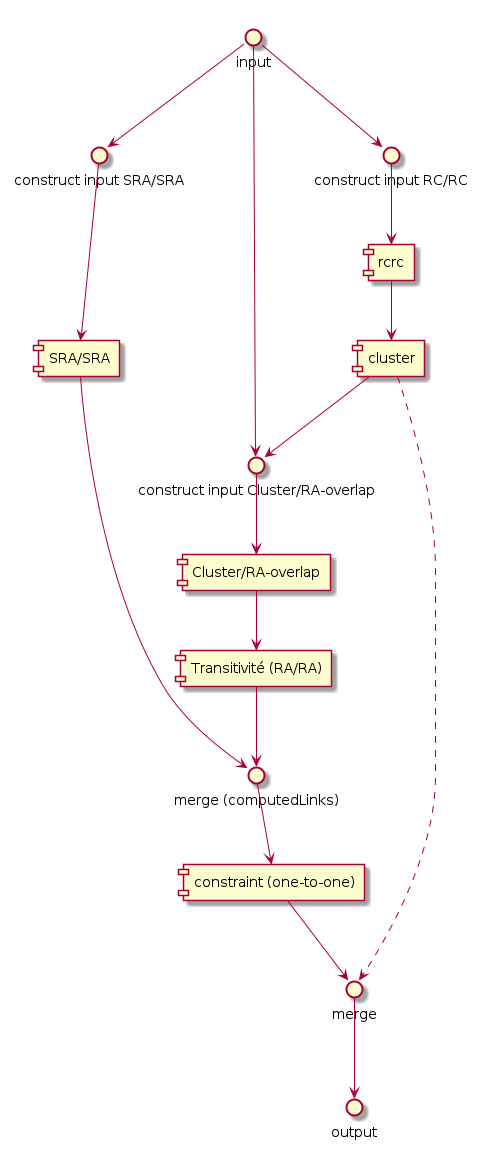 input
construct input SRA/SRA
construct input RC/RC
rcrc
SRA/SRA
cluster
construct input Cluster/RA-overlap
Cluster/RA-overlap
Transitivité (RA/RA)
merge (computedLinks)
constraint (one-to-one)
merge
output